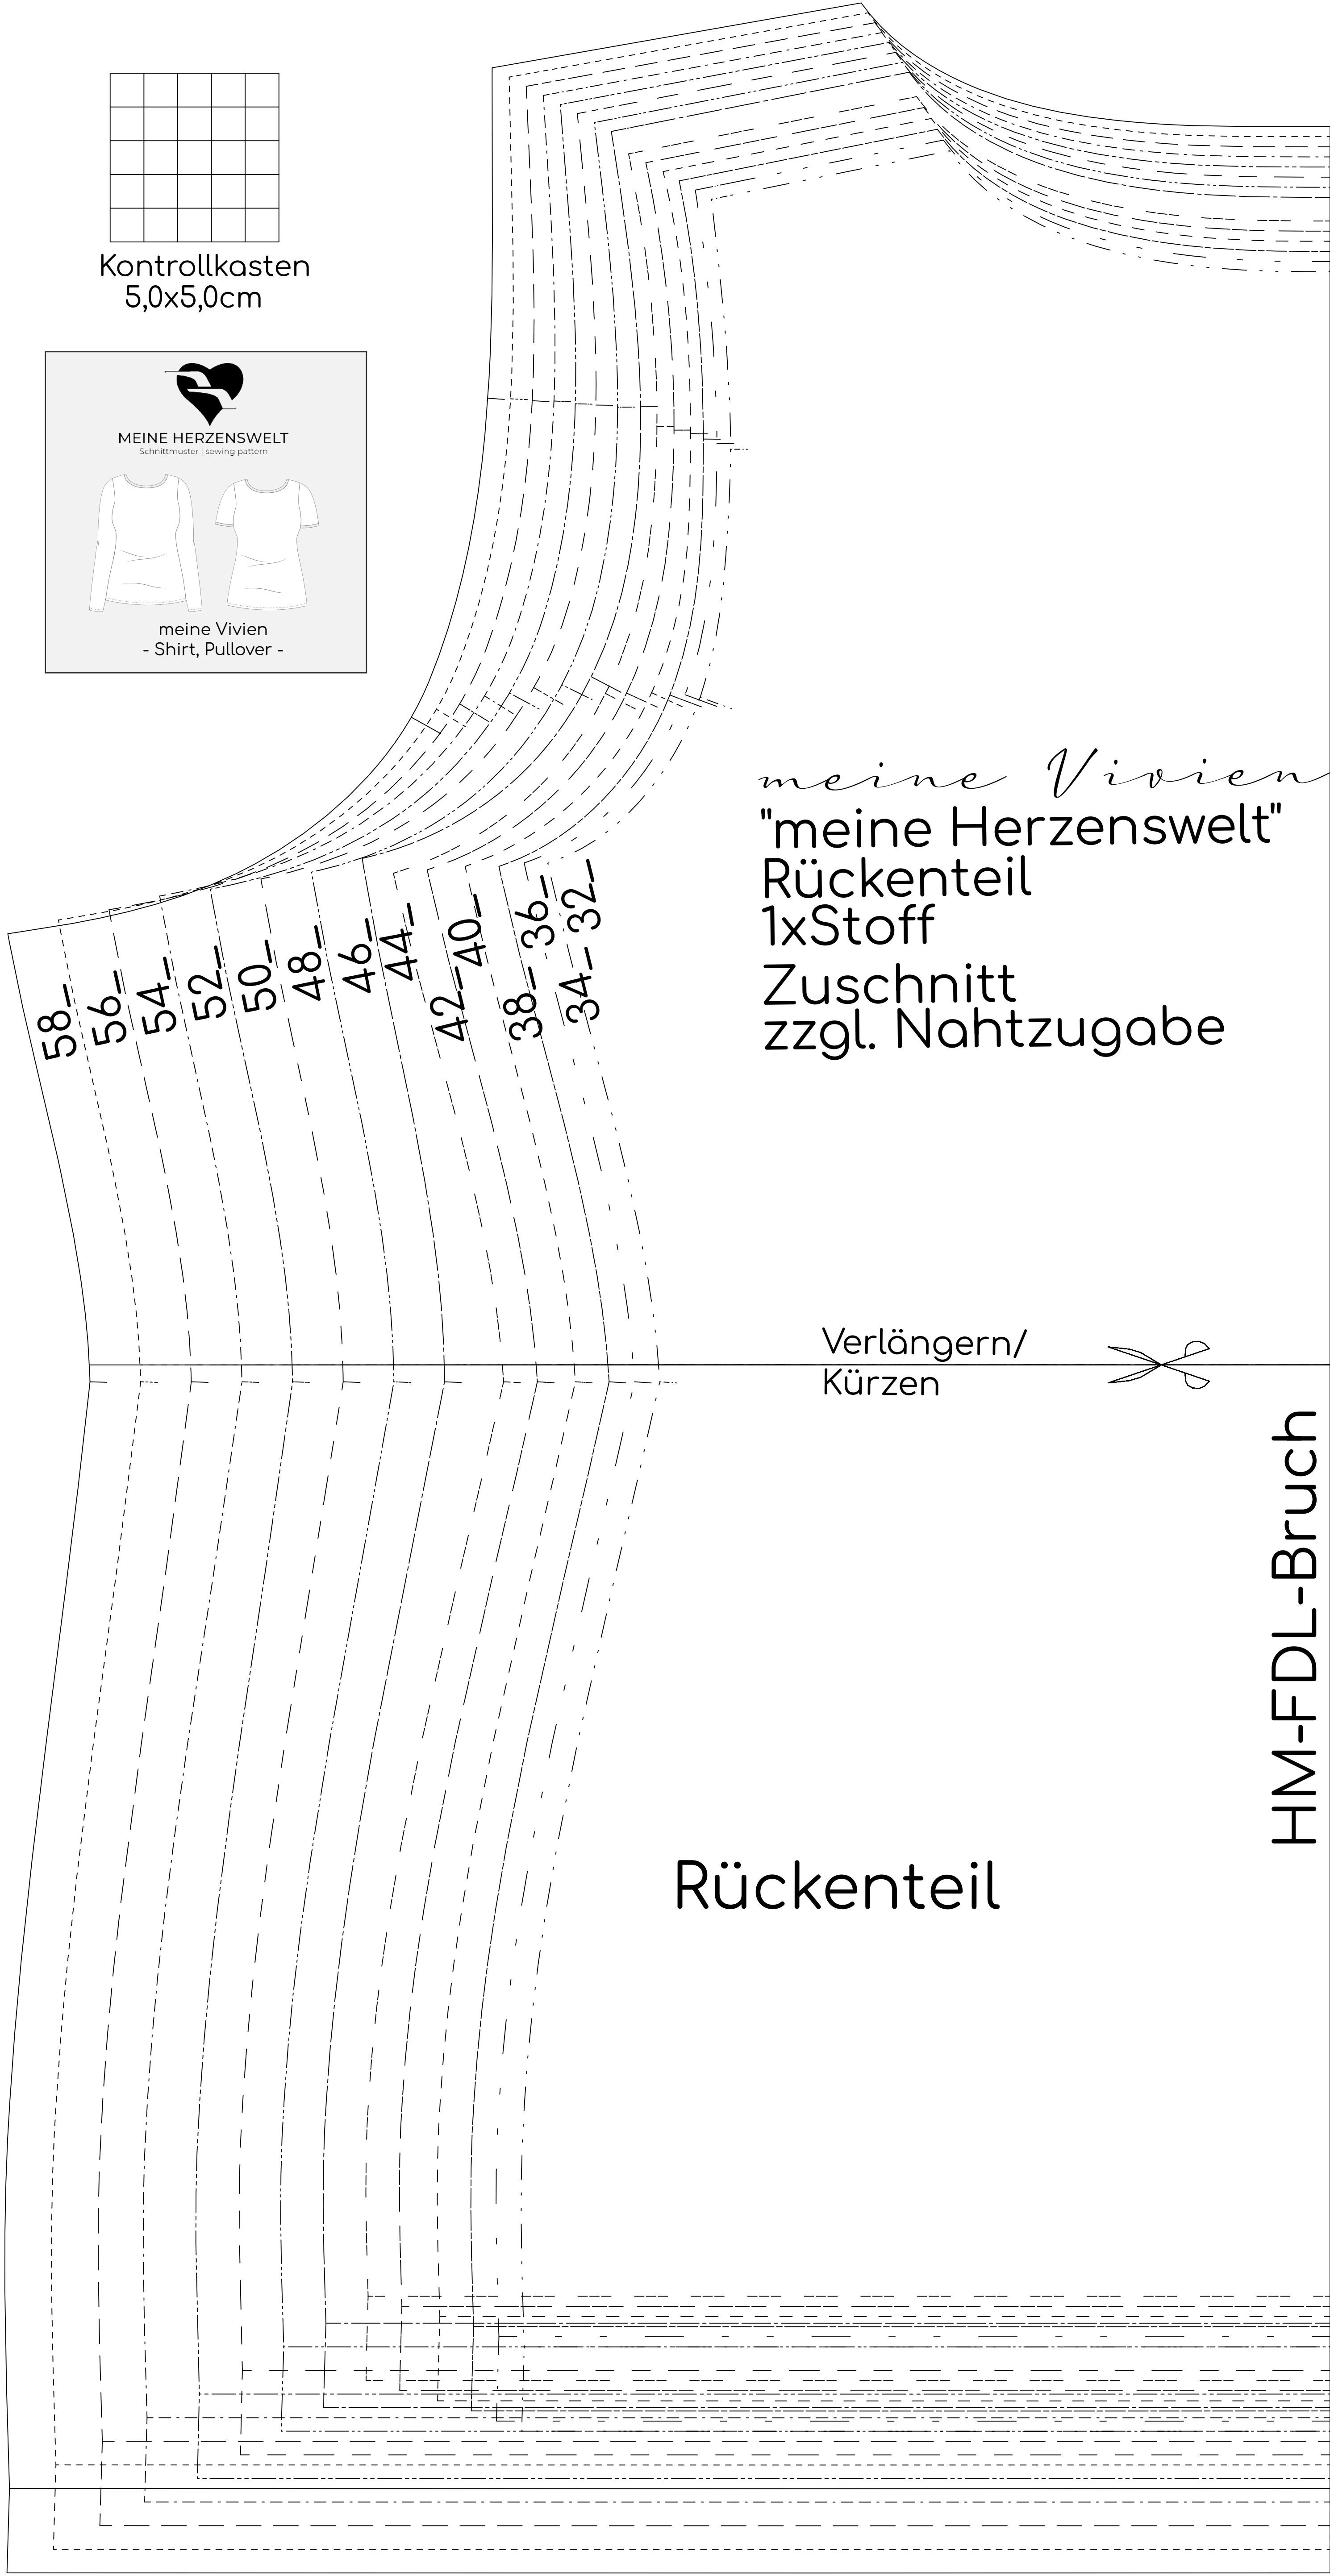 Kontrollkasten
5,0x5,0cm
MEINE HERZENSWELT
Schnittmuster | sewing pattern
meine Vivien
- Shirt, Pullover -
meine Vivien
"meine Herzenswelt"
Rückenteil
1xStoff
Zuschnitt
zzgl. Nahtzugabe
58_
56_
54_
52_
50_
48_
46_
44_
42_
40_
38_
36_
34_
32_
Verlängern/
Kürzen
HM-FDL-Bruch
Rückenteil